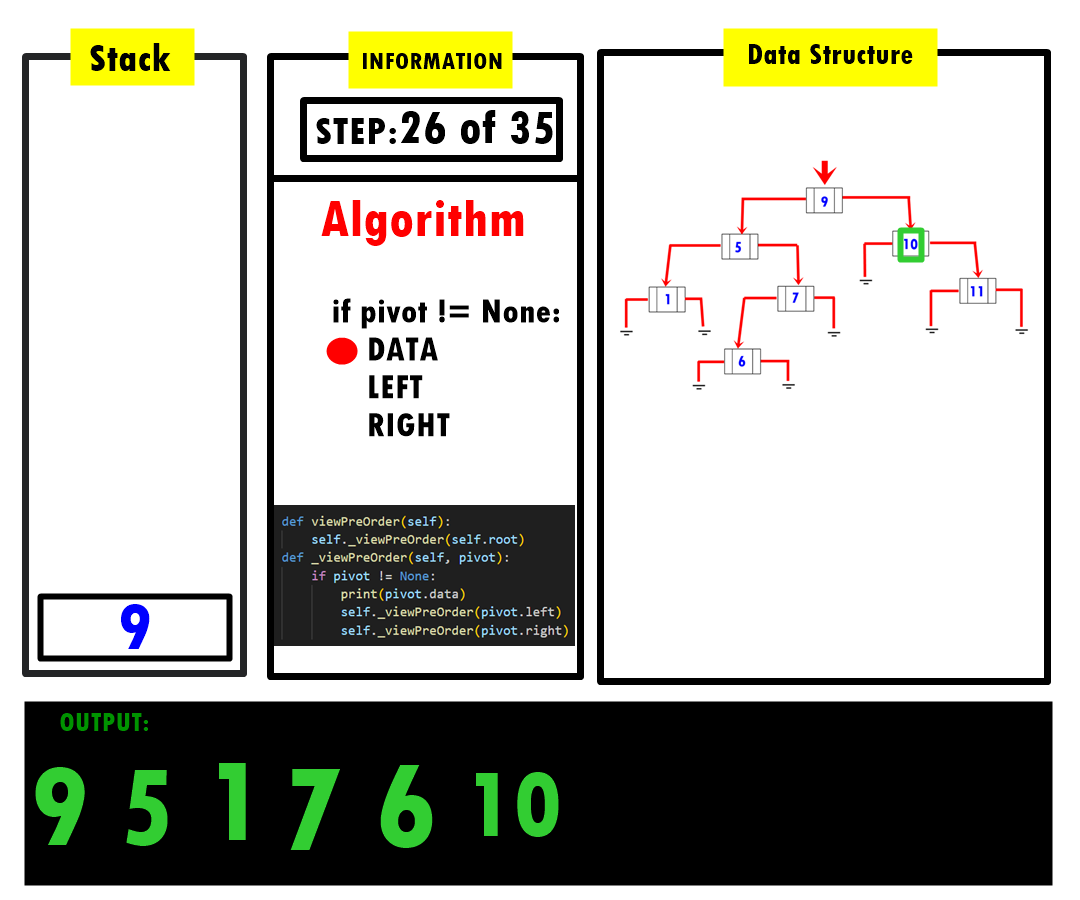 Stack
9
INFORMATION
STEP:26 of 35
Algorithm
if pivot != None:
DATA
LEFT
RIGHT
def viewPreOrder(self):
self._viewPreOrder(self.root)
def _viewPreOrder(self, pivot):
if pivot != None:
print(pivot.data)
self._viewPreOrder(pivot.left)
self._viewPreOrder(pivot.right)
Data Structure
9
5
10
1
7
11
6
OUTPUT:
9 5 1 7 6 10